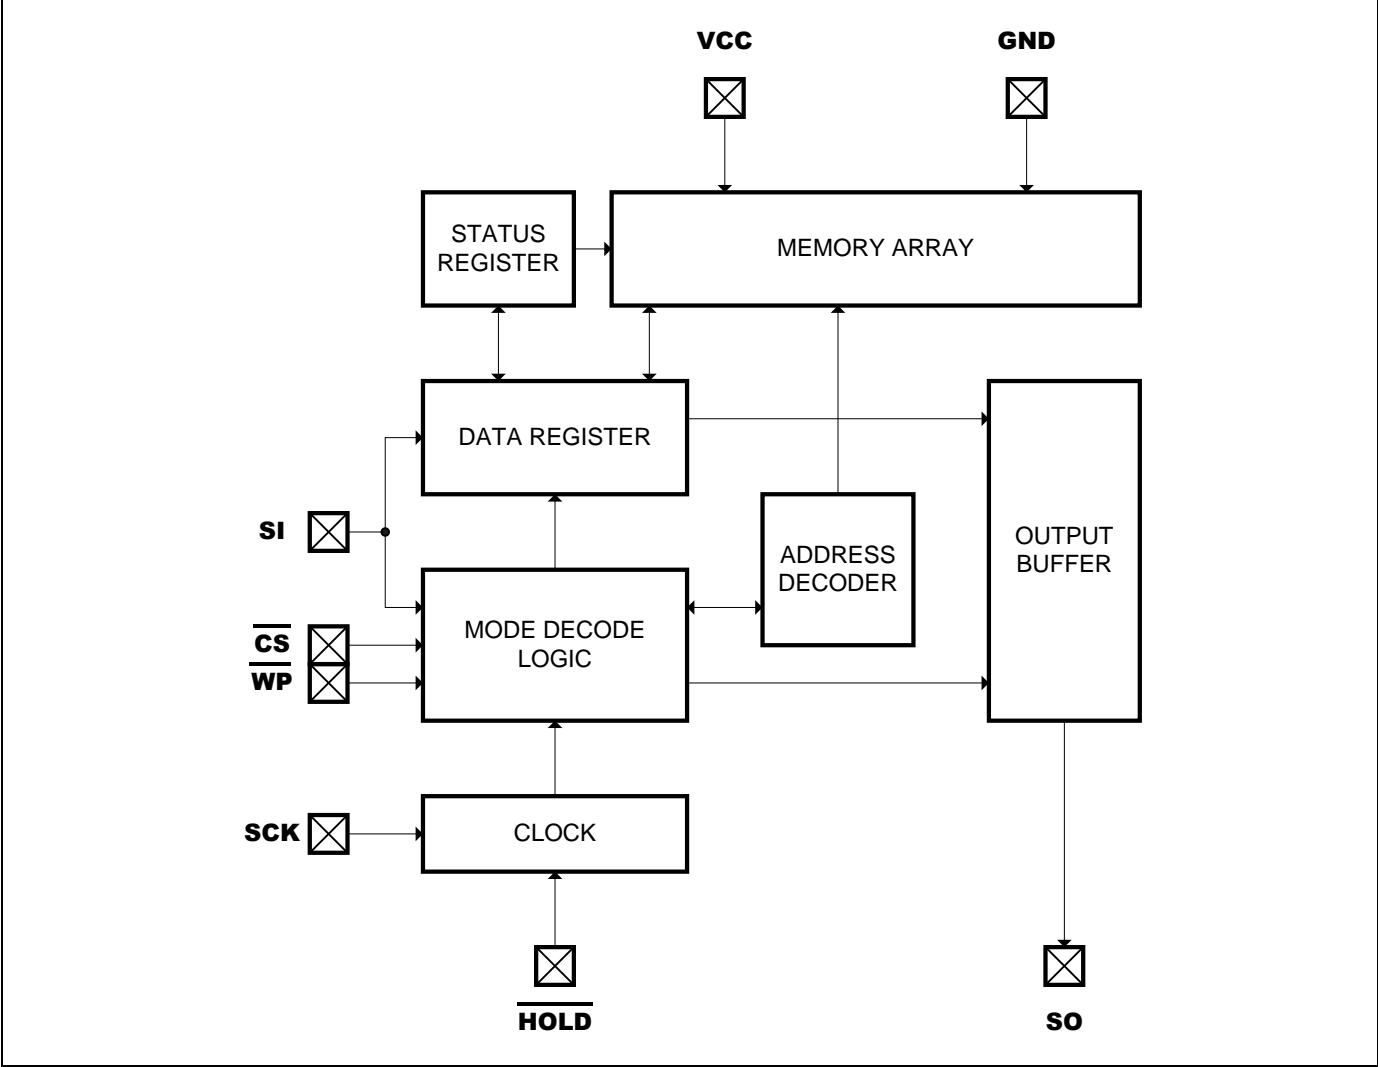 VCC
GND
STATUS
REGISTER
MEMORY ARRAY
DATA REGISTER
SI
ADDRESS
DECODER
OUTPUT
BUFFER
CS
WP
MODE DECODE
LOGIC
SCK
CLOCK
HOLD
SO